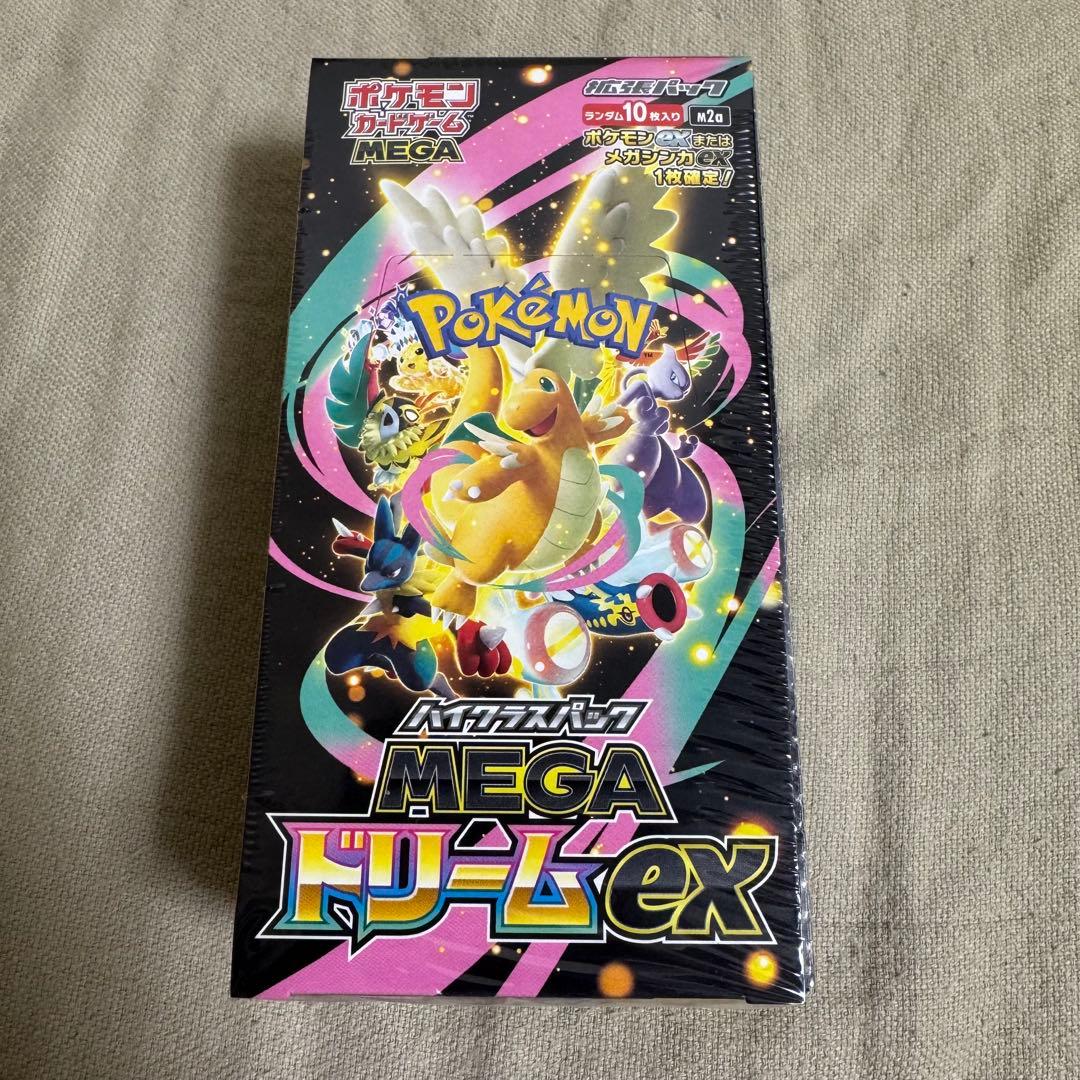 ポケモン
カードゲーム
MEGA
拡張パック
ランダム10枚入り m2a
ポケモンexまたは
メガシンカex
1枚確定!
POKéMON
TM
ハイクラスパック
MEGA
ドリームex